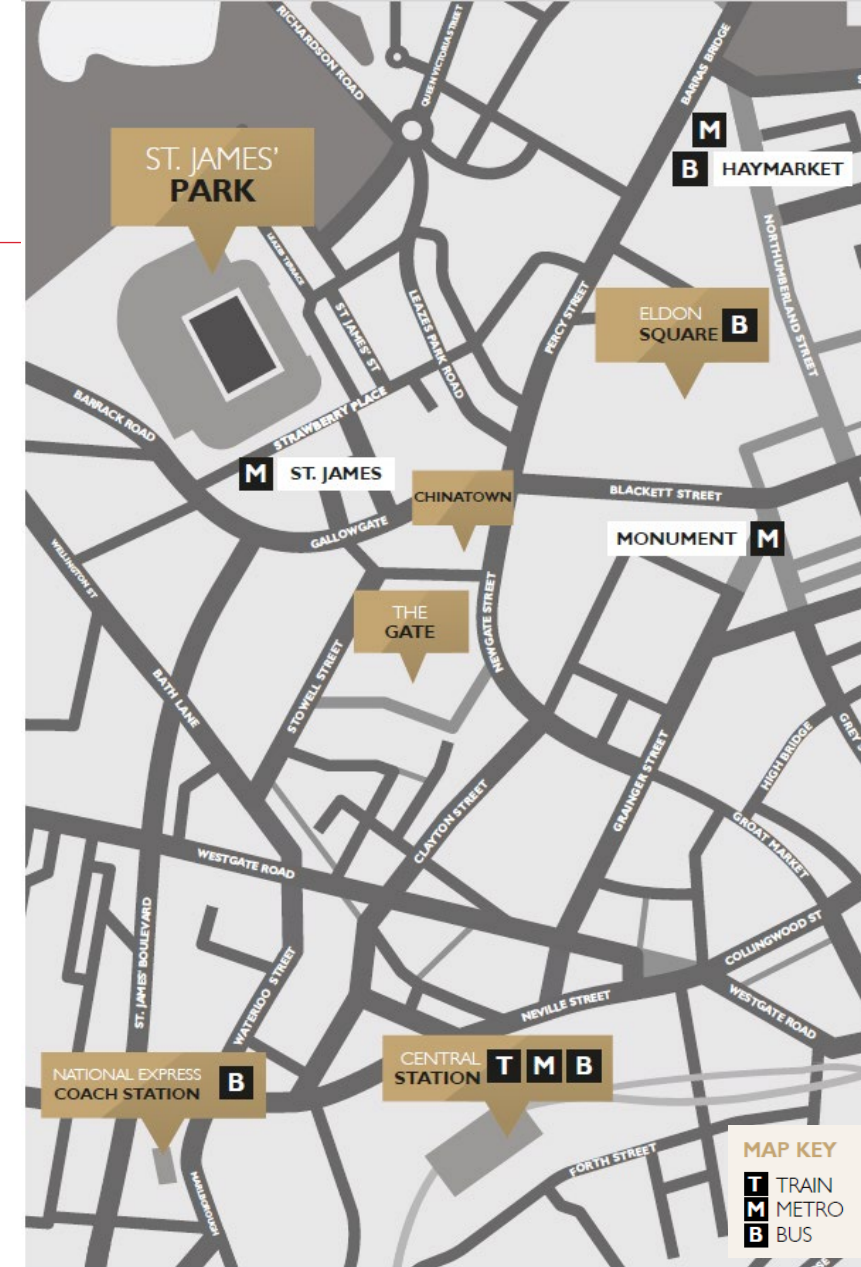 RICHARDSON ROAD
QUEEN VICTORIA STREET
BARRAS BRIDGE
M
B HAYMARKET
ST. JAMES'
PARK
LEAZES TERRACE
NORTHUMBERLAND STREET
ST JAMES' ST
LEAZES PARK ROAD
PERCY STREET
ELDON
SQUARE B
BARRACK ROAD
STRAWBERRY PLACE
M ST. JAMES
CHINATOWN
BLACKETT STREET
GALLOWGATE
MONUMENT M
WELLINGTON ST
THE
GATE
NEWGATE STREET
STOWELL STREET
BATH LANE
GREY
HIGH BRIDGE
GRAINGER STREET
CLAYTON STREET
GROAT MARKET
WESTGATE ROAD
ST. JAMES' BOULEVARD
COLLINGWOOD ST
WATERLOO STREET
NEVILLE STREET
WESTGATE ROAD
NATIONAL EXPRESS
COACH STATION B
CENTRAL
STATION T M B
FORTH STREET
MARLBOROUGH
MAP KEY
T TRAIN
M METRO
B BUS